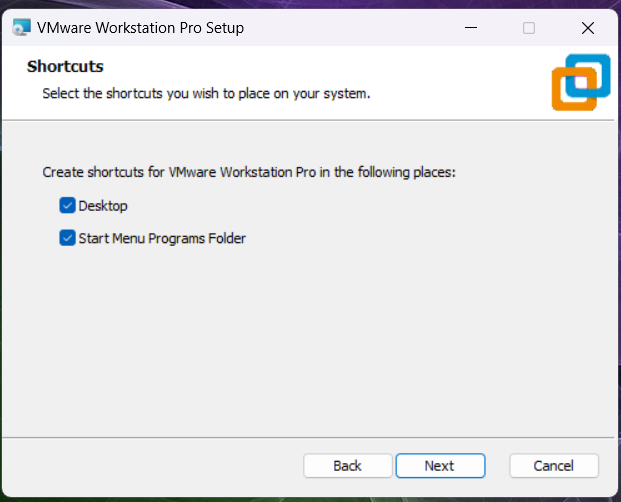 VMware Workstation Pro Setup
Shortcuts
Select the shortcuts you wish to place on your system.
Create shortcuts for VMware Workstation Pro in the following places:
Desktop
Start Menu Programs Folder
Back Next Cancel